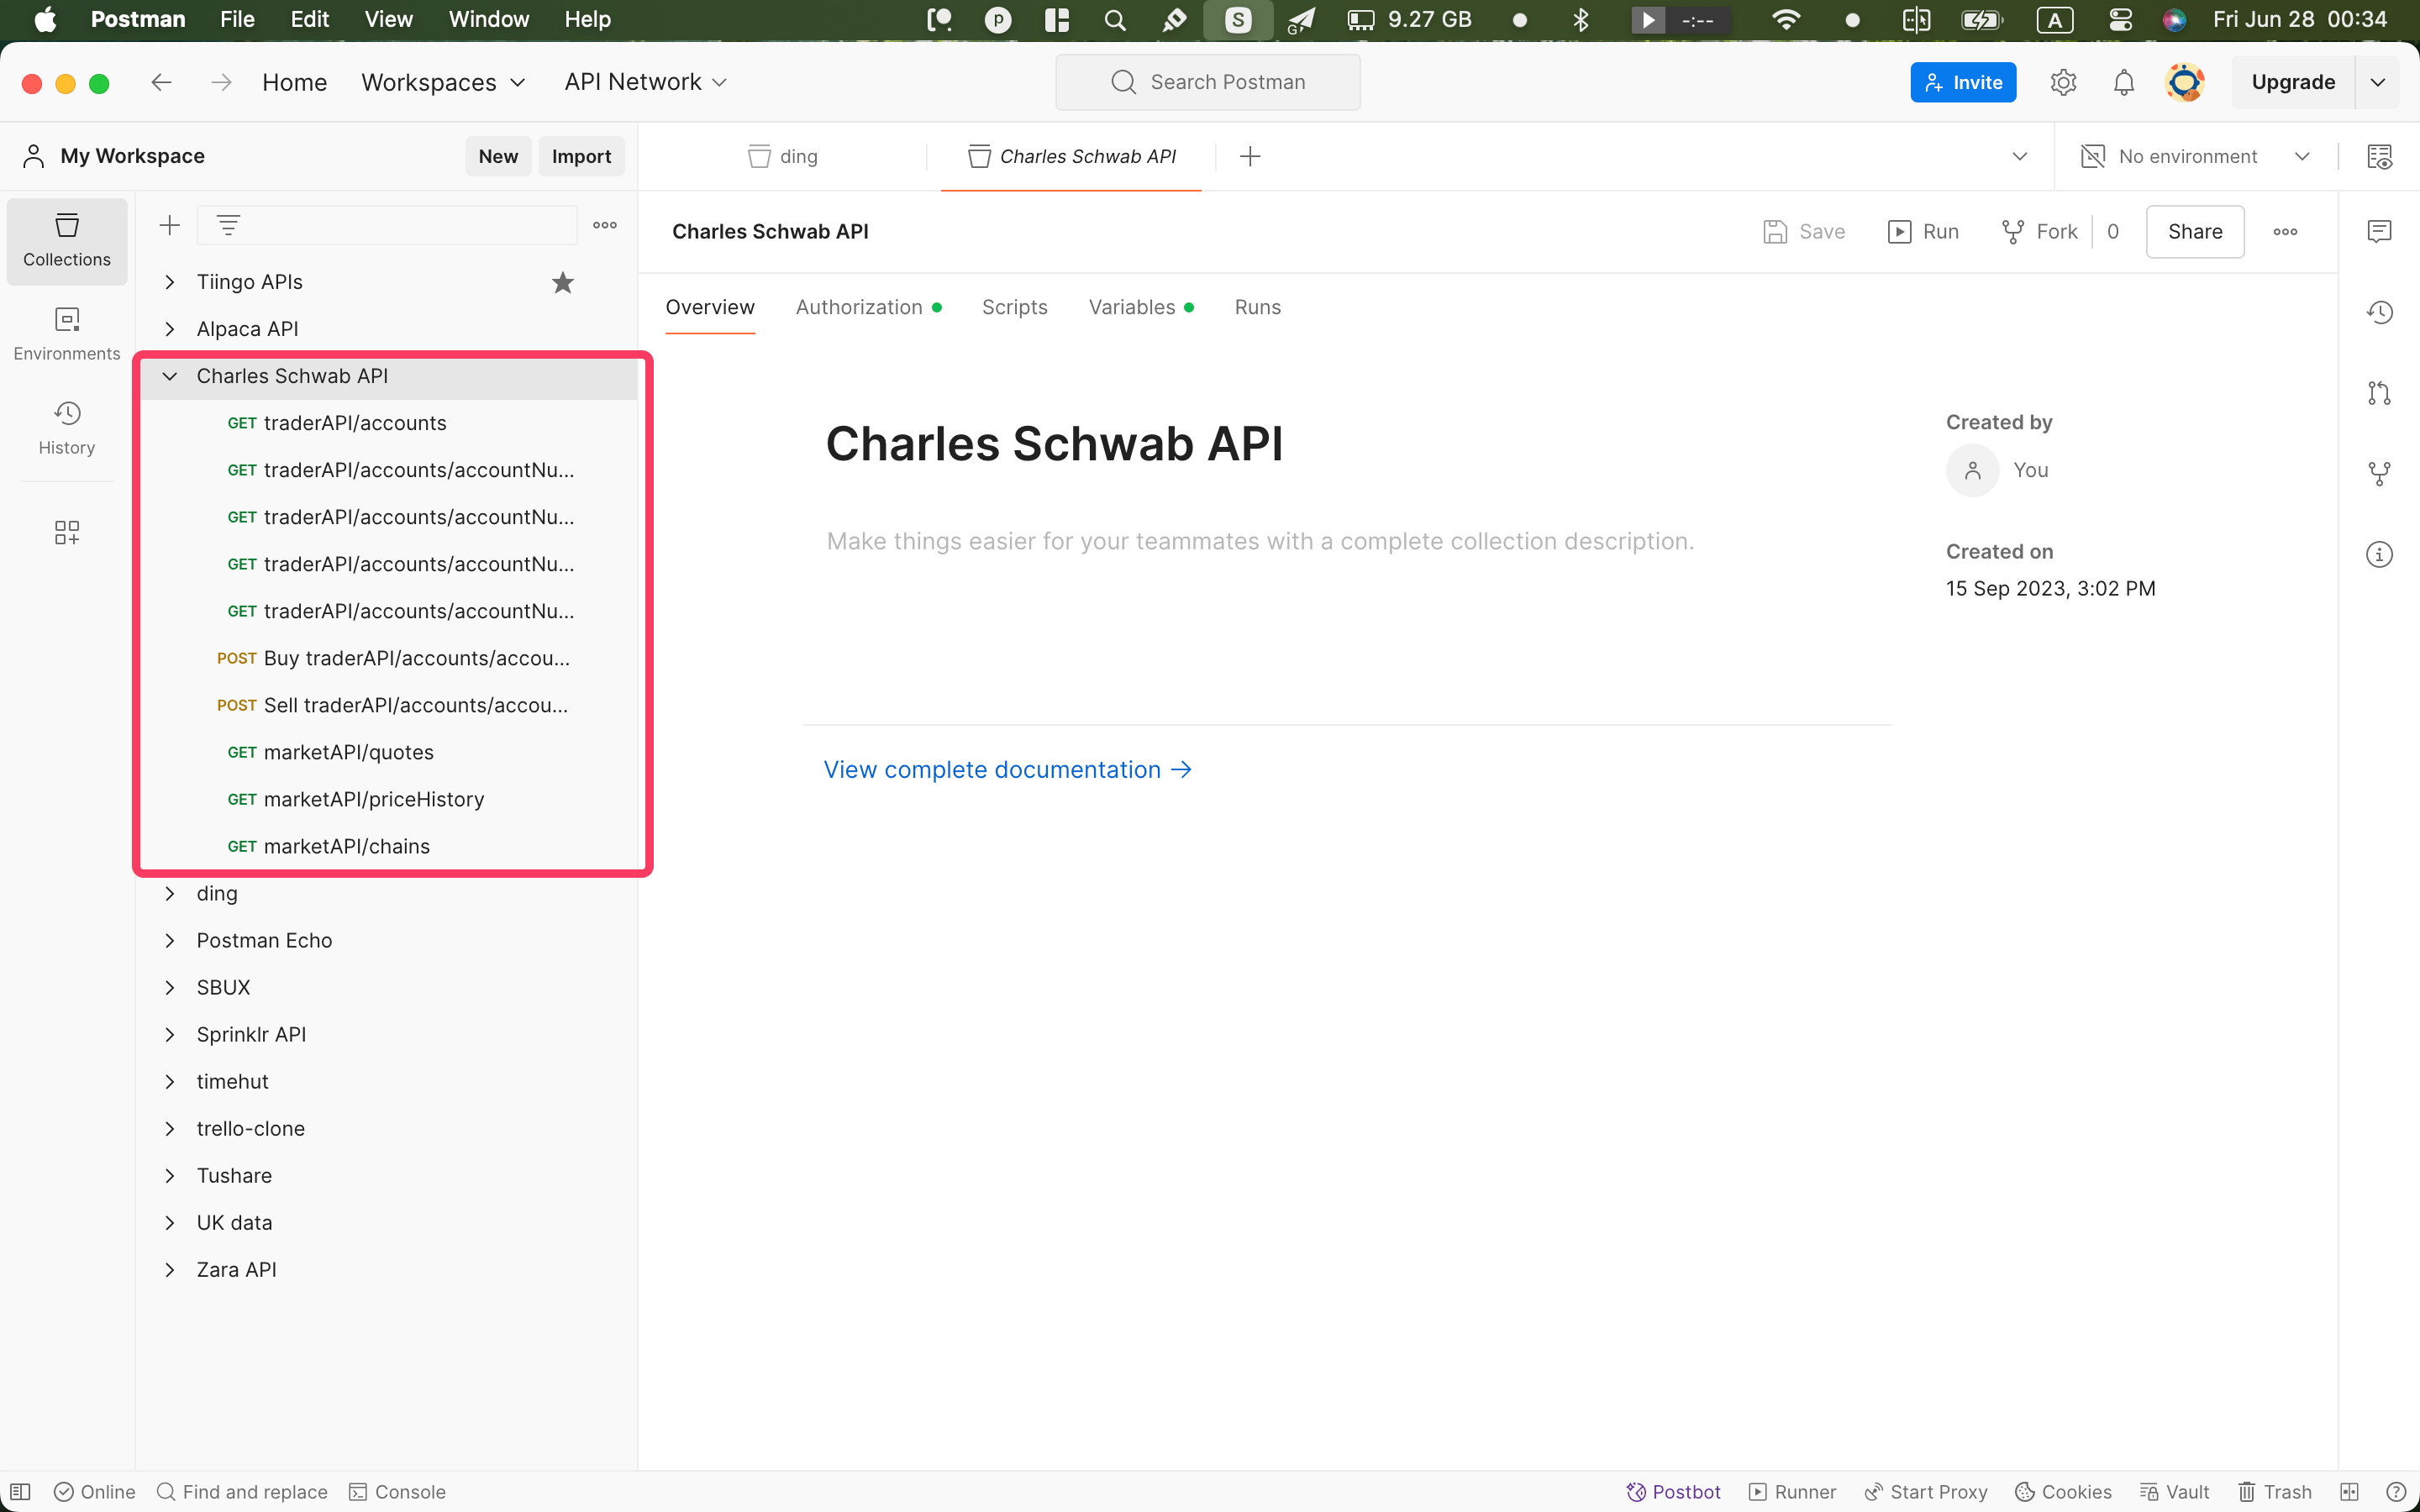 Postman File Edit View Window Help 9.27 GB -:-- A Fri Jun 28 00:34
Home Workspaces API Network Search Postman Invite Upgrade
My Workspace New Import ding Charles Schwab API No environment
Collections
Environments
History
Tiingo APIs
Alpaca API
Charles Schwab API
GET traderAPI/accounts
GET traderAPI/accounts/accountNu...
GET traderAPI/accounts/accountNu...
GET traderAPI/accounts/accountNu...
GET traderAPI/accounts/accountNu...
POST Buy traderAPI/accounts/accou...
POST Sell traderAPI/accounts/accou...
GET marketAPI/quotes
GET marketAPI/priceHistory
GET marketAPI/chains
ding
Postman Echo
SBUX
Sprinklr API
timehut
trello-clone
Tushare
UK data
Zara API
Charles Schwab API Save Run Fork 0 Share
Overview Authorization Scripts Variables Runs
Charles Schwab API
Make things easier for your teammates with a complete collection description.
View complete documentation →
Created by
You
Created on
15 Sep 2023, 3:02 PM
Online Find and replace Console Postbot Runner Start Proxy Cookies Vault Trash